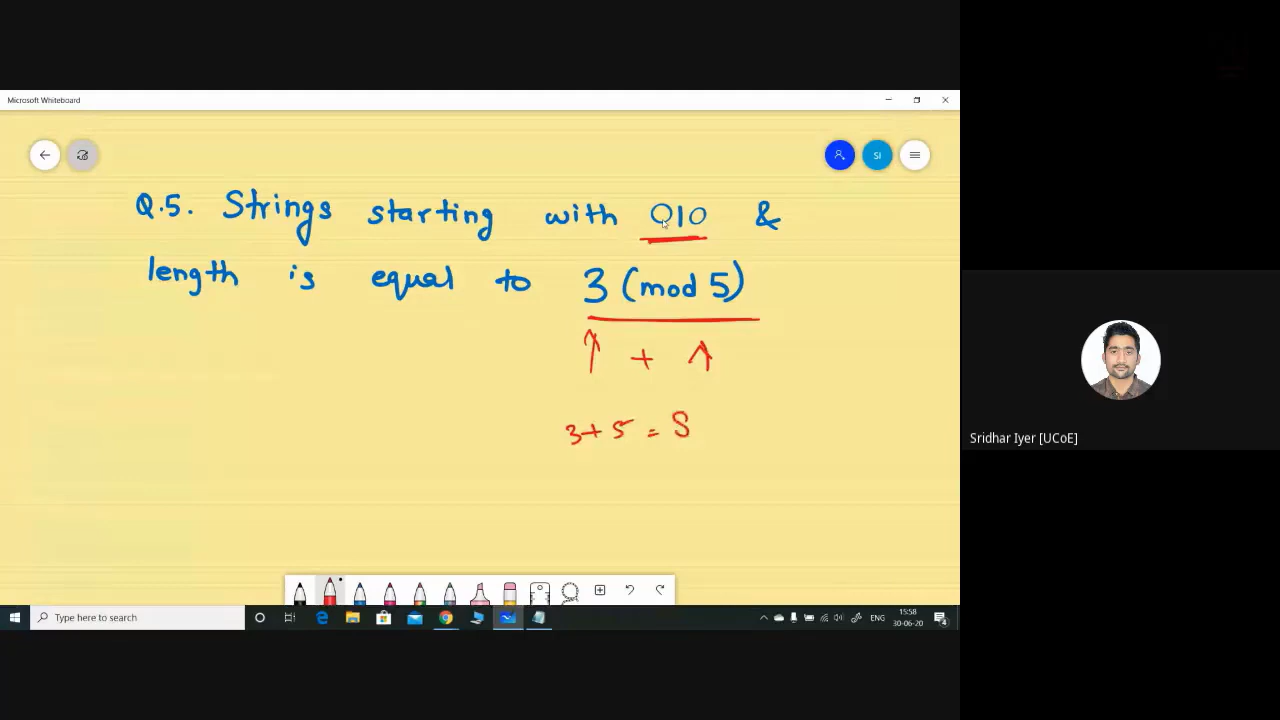 Microsoft Whiteboard
SI
Q.5. Strings starting with 010 &
length is equal to 3 (mod 5)
↑ + ↑
3+5 = 8
Sridhar Iyer [UCoE]
Type here to search
ENG
15:58
30-06-20